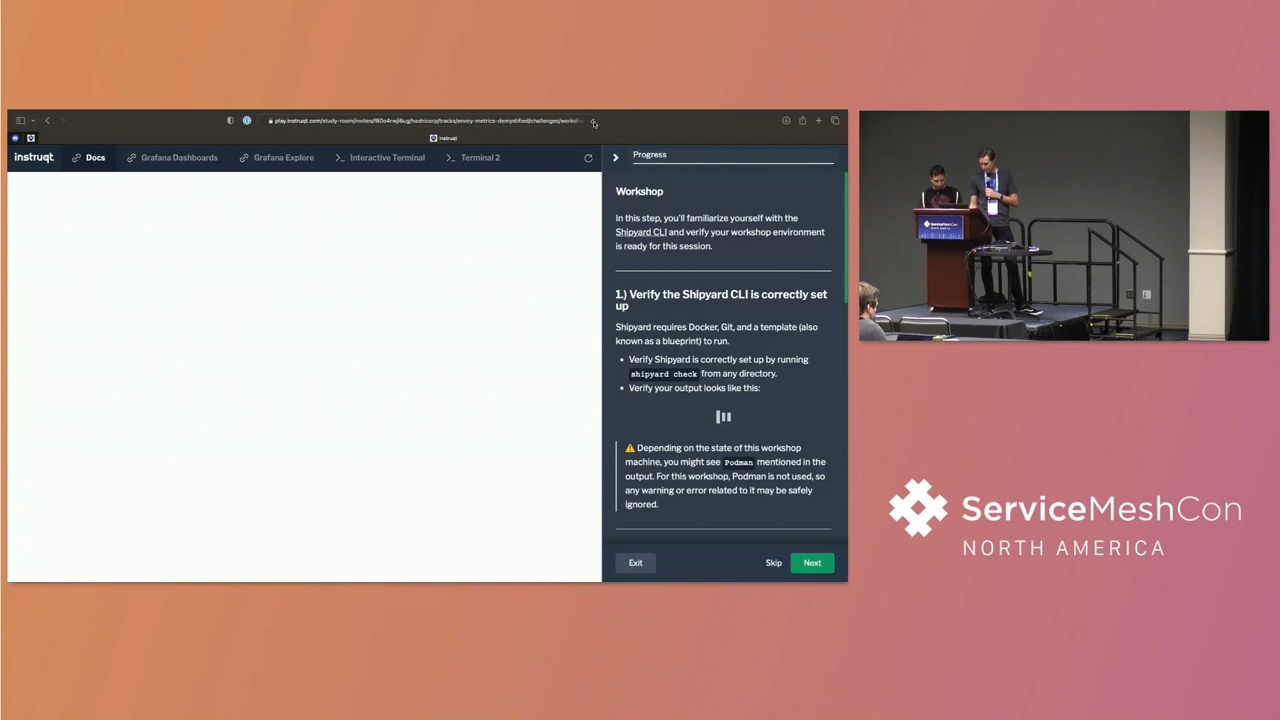 instruqt
instruqt
Docs
Grafana Dashboards
Grafana Explore
Interactive Terminal
Terminal 2
Progress
Workshop
In this step, you'll familiarize yourself with the
Shipyard CLI and verify your workshop environment
is ready for this session.
1.) Verify the Shipyard CLI is correctly set
up
Shipyard requires Docker, Git, and a template (also
known as a blueprint) to run.
• Verify Shipyard is correctly set up by running
shipyard check from any directory.
• Verify your output looks like this:
⚠ Depending on the state of this workshop
machine, you might see Podman mentioned in the
output. For this workshop, Podman is not used, so
any warning or error related to it may be safely
ignored.
Exit
Skip
Next
ServiceMeshCon
ServiceMeshCon
NORTH AMERICA